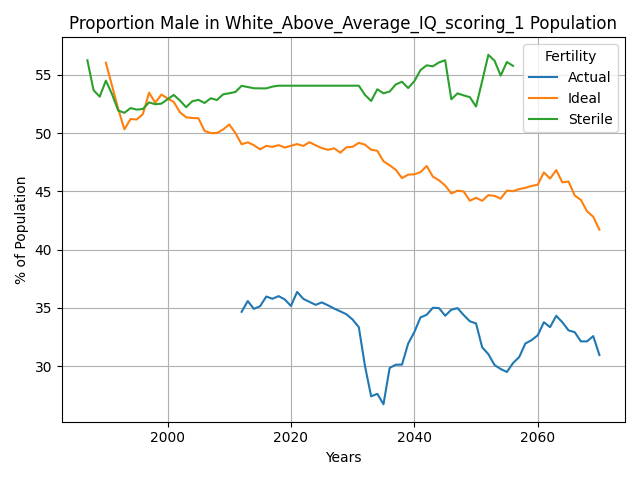 Proportion Male in White_Above_Average_IQ_scoring_1 Population
% of Population
55
50
45
40
35
30
Fertility
Actual
Ideal
Sterile
2000
2020
2040
2060
Years